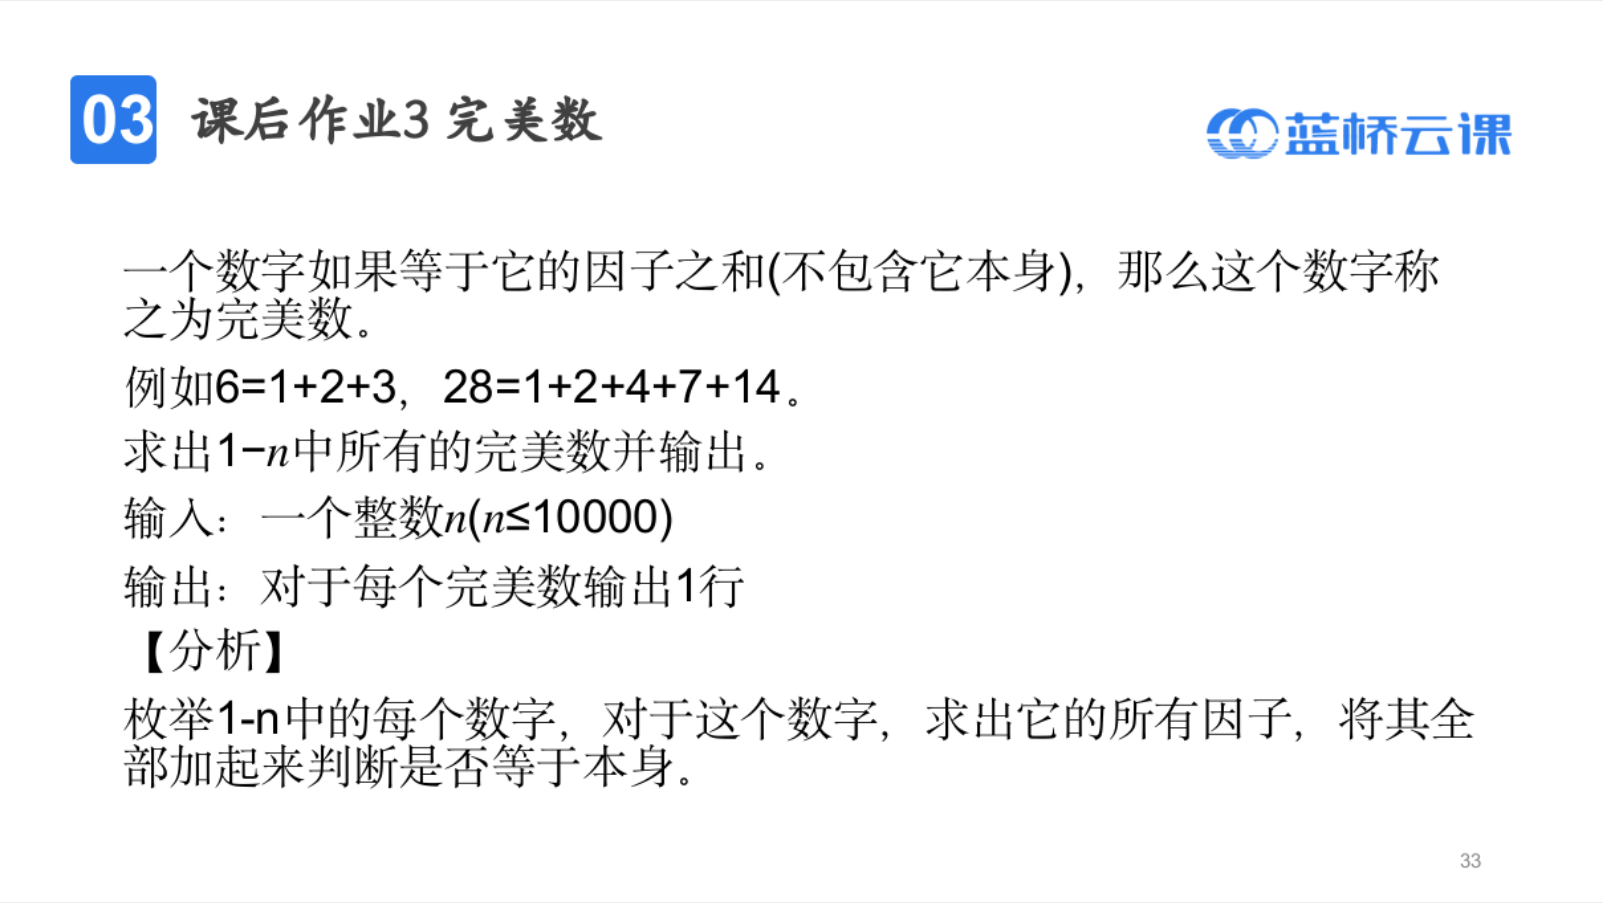 03 课后作业3 完美数
蓝桥云课
一个数字如果等于它的因子之和(不包含它本身)，那么这个数字称
之为完美数。
例如6=1+2+3，28=1+2+4+7+14。
求出1−n中所有的完美数并输出。
输入：一个整数n(n≤10000)
输出：对于每个完美数输出1行
【分析】
枚举1-n中的每个数字，对于这个数字，求出它的所有因子，将其全
部加起来判断是否等于本身。
33